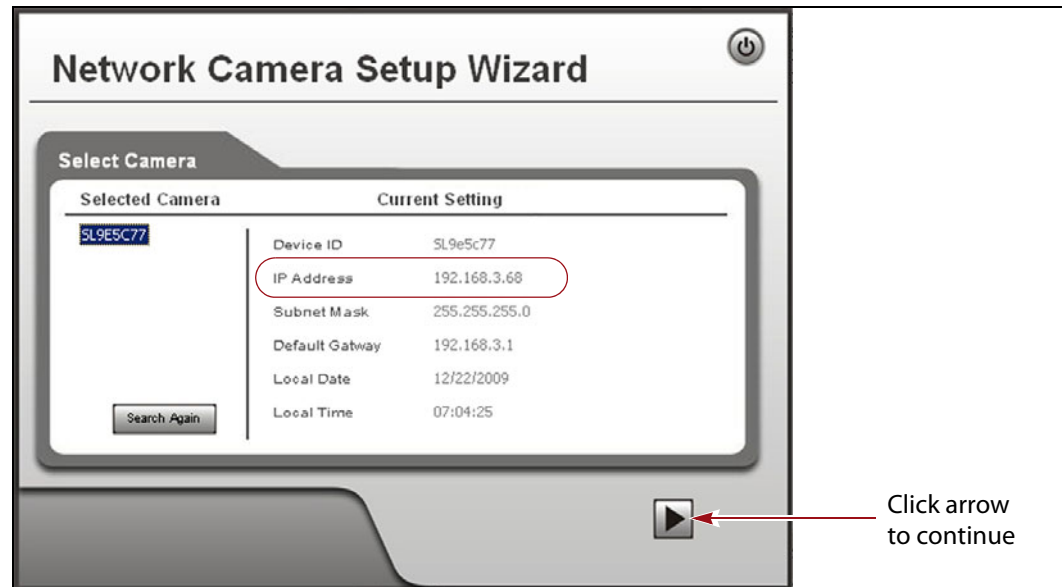 Network Camera Setup Wizard
Select Camera
Selected Camera
Current Setting
SL9E5C77
Device ID SL9e5c77
IP Address 192.168.3.68
Subnet Mask 255.255.255.0
Default Gatway 192.168.3.1
Local Date 12/22/2009
Local Time 07:04:25
Search Again
Click arrow
to continue